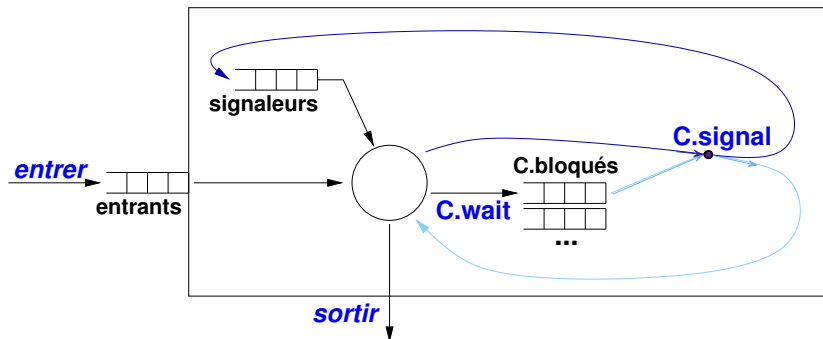 signaleurs
C.signal
entrer
C.bloqués
entrants
C.wait
...
sortir